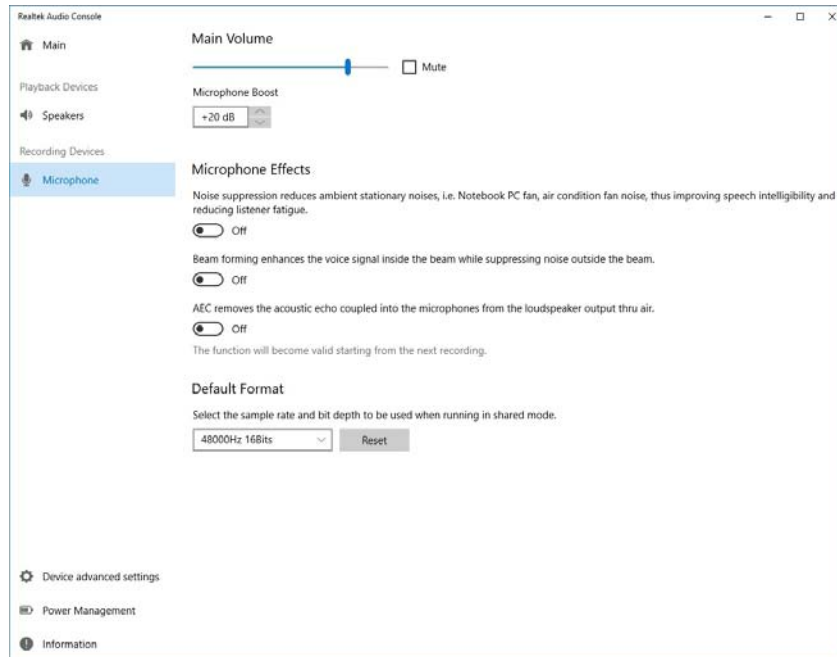 Realtek Audio Console
Main
Playback Devices
Speakers
Recording Devices
Microphone
Device advanced settings
Power Management
Information
Main Volume
Mute
Microphone Boost
+20 dB
Microphone Effects
Noise suppression reduces ambient stationary noises, i.e. Notebook PC fan, air condition fan noise, thus improving speech intelligibility and
reducing listener fatigue.
Off
Beam forming enhances the voice signal inside the beam while suppressing noise outside the beam.
Off
AEC removes the acoustic echo coupled into the microphones from the loudspeaker output thru air.
Off
The function will become valid starting from the next recording.
Default Format
Select the sample rate and bit depth to be used when running in shared mode.
48000Hz 16Bits
Reset